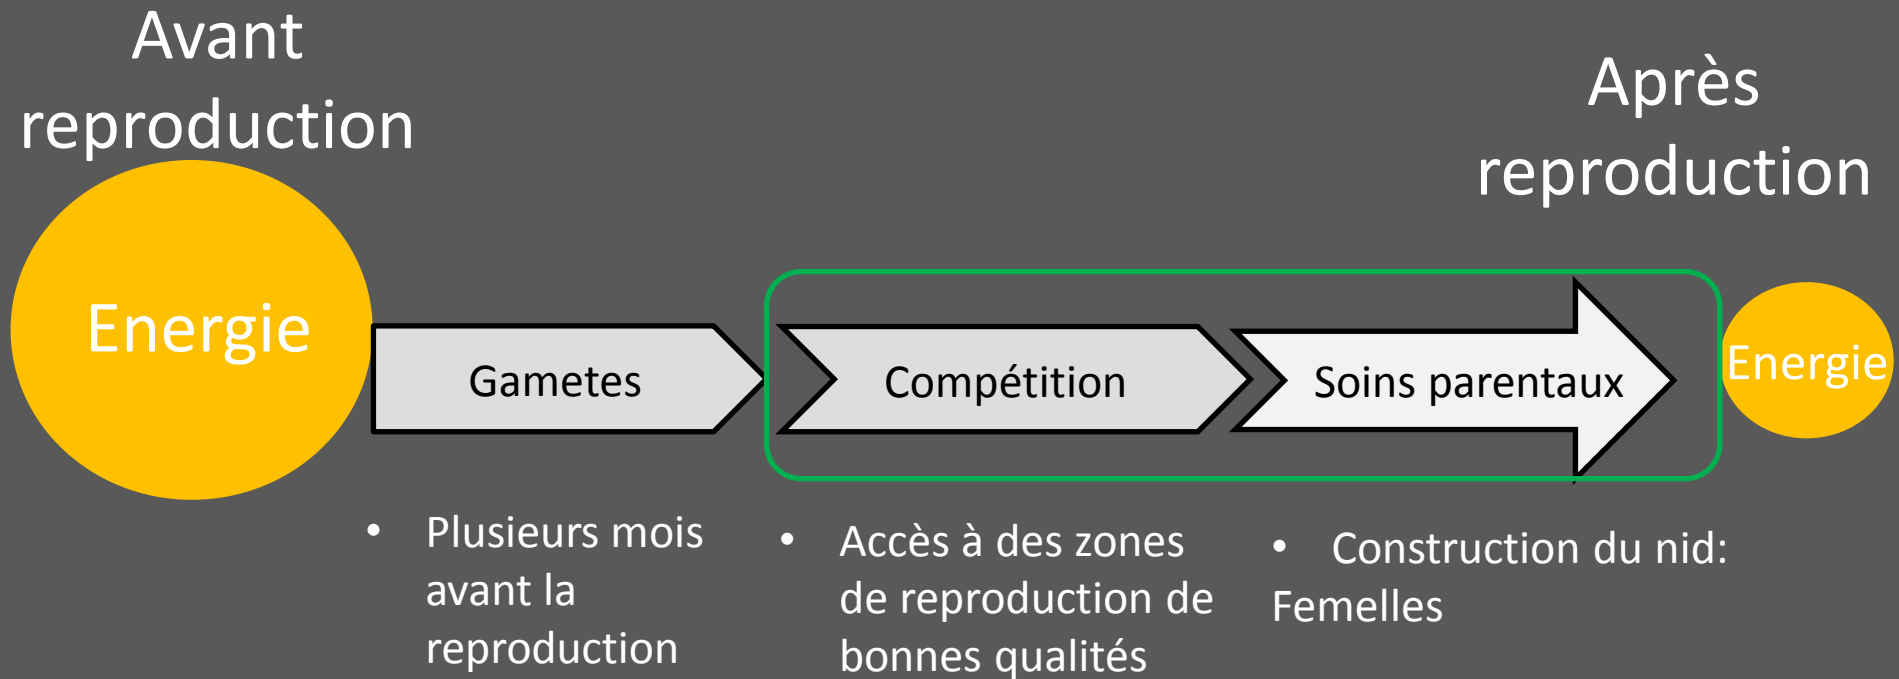 Avant
reproduction
Après
reproduction
Energie
Gametes
Compétition
Soins parentaux
Energie
• Plusieurs mois
avant la
reproduction
• Accès à des zones
de reproduction de
bonnes qualités
• Construction du nid:
Femelles